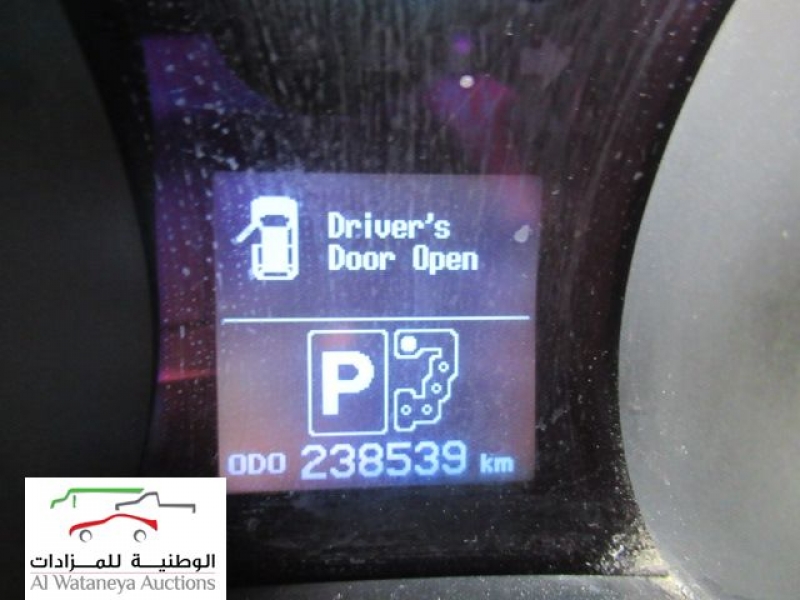 Driver's
Door Open
P
ODO 238539 km
الوطنية للمزادات
Al Wataneya Auctions